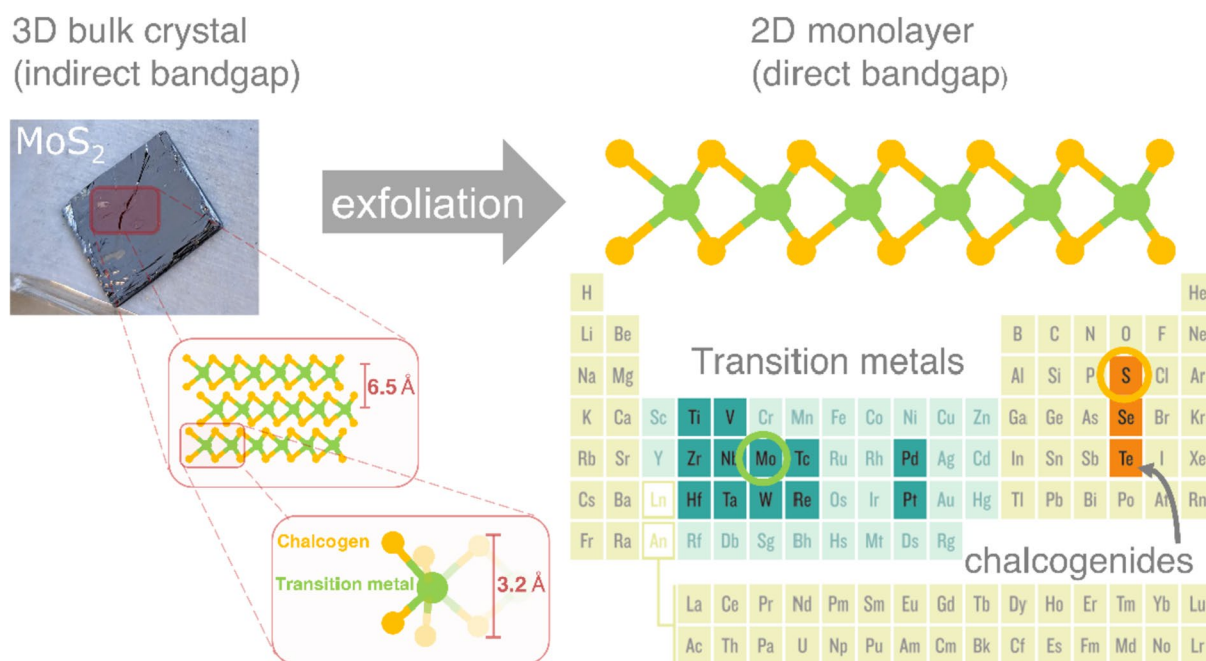 3D bulk crystal
(indirect bandgap)
2D monolayer
(direct bandgap)
MoS₂
exfoliation
6.5 Å
Chalcogen
Transition metal
3.2 Å
Transition metals
H He
Li Be B C N O F Ne
Na Mg Al Si P S Cl Ar
K Ca Sc Ti V Cr Mn Fe Co Ni Cu Zn Ga Ge As Se Br Kr
Rb Sr Y Zr Nb Mo Tc Ru Rh Pd Ag Cd In Sn Sb Te I Xe
Cs Ba Ln Hf Ta W Re Os Ir Pt Au Hg Tl Pb Bi Po At Rn
Fr Ra An Rf Db Sg Bh Hs Mt Ds Rg
chalcogenides
La Ce Pr Nd Pm Sm Eu Gd Tb Dy Ho Er Tm Yb Lu
Ac Th Pa U Np Pu Am Cm Bk Cf Es Fm Md No Lr